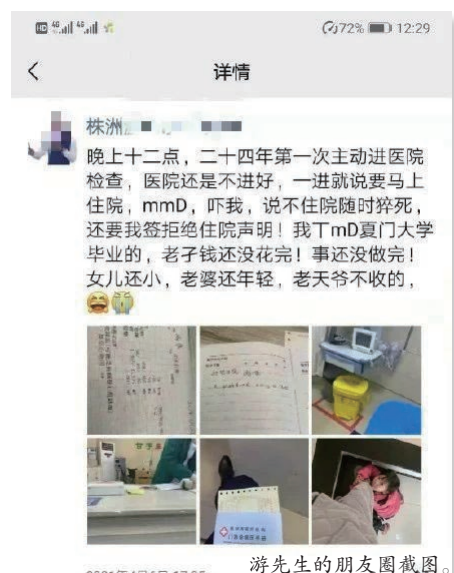 HD 4G 4G 72% 12:29
详情
株洲
晚上十二点，二十四年第一次主动进医院
检查，医院还是不进好，一进就说要马上
住院，mmD，吓我，说不住院随时猝死，
还要我签拒绝住院声明！我丅mD夏门大学
毕业的，老子钱还没花完！事还没做完！
女儿还小，老婆还年轻，老天爷不收的，
游先生的朋友圈截图。